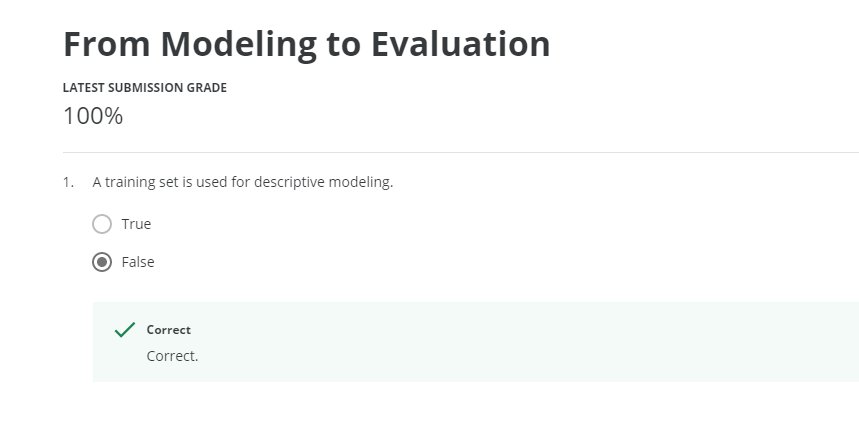 From Modeling to Evaluation
LATEST SUBMISSION GRADE
100%
1. A training set is used for descriptive modeling.
True
False
Correct
Correct.